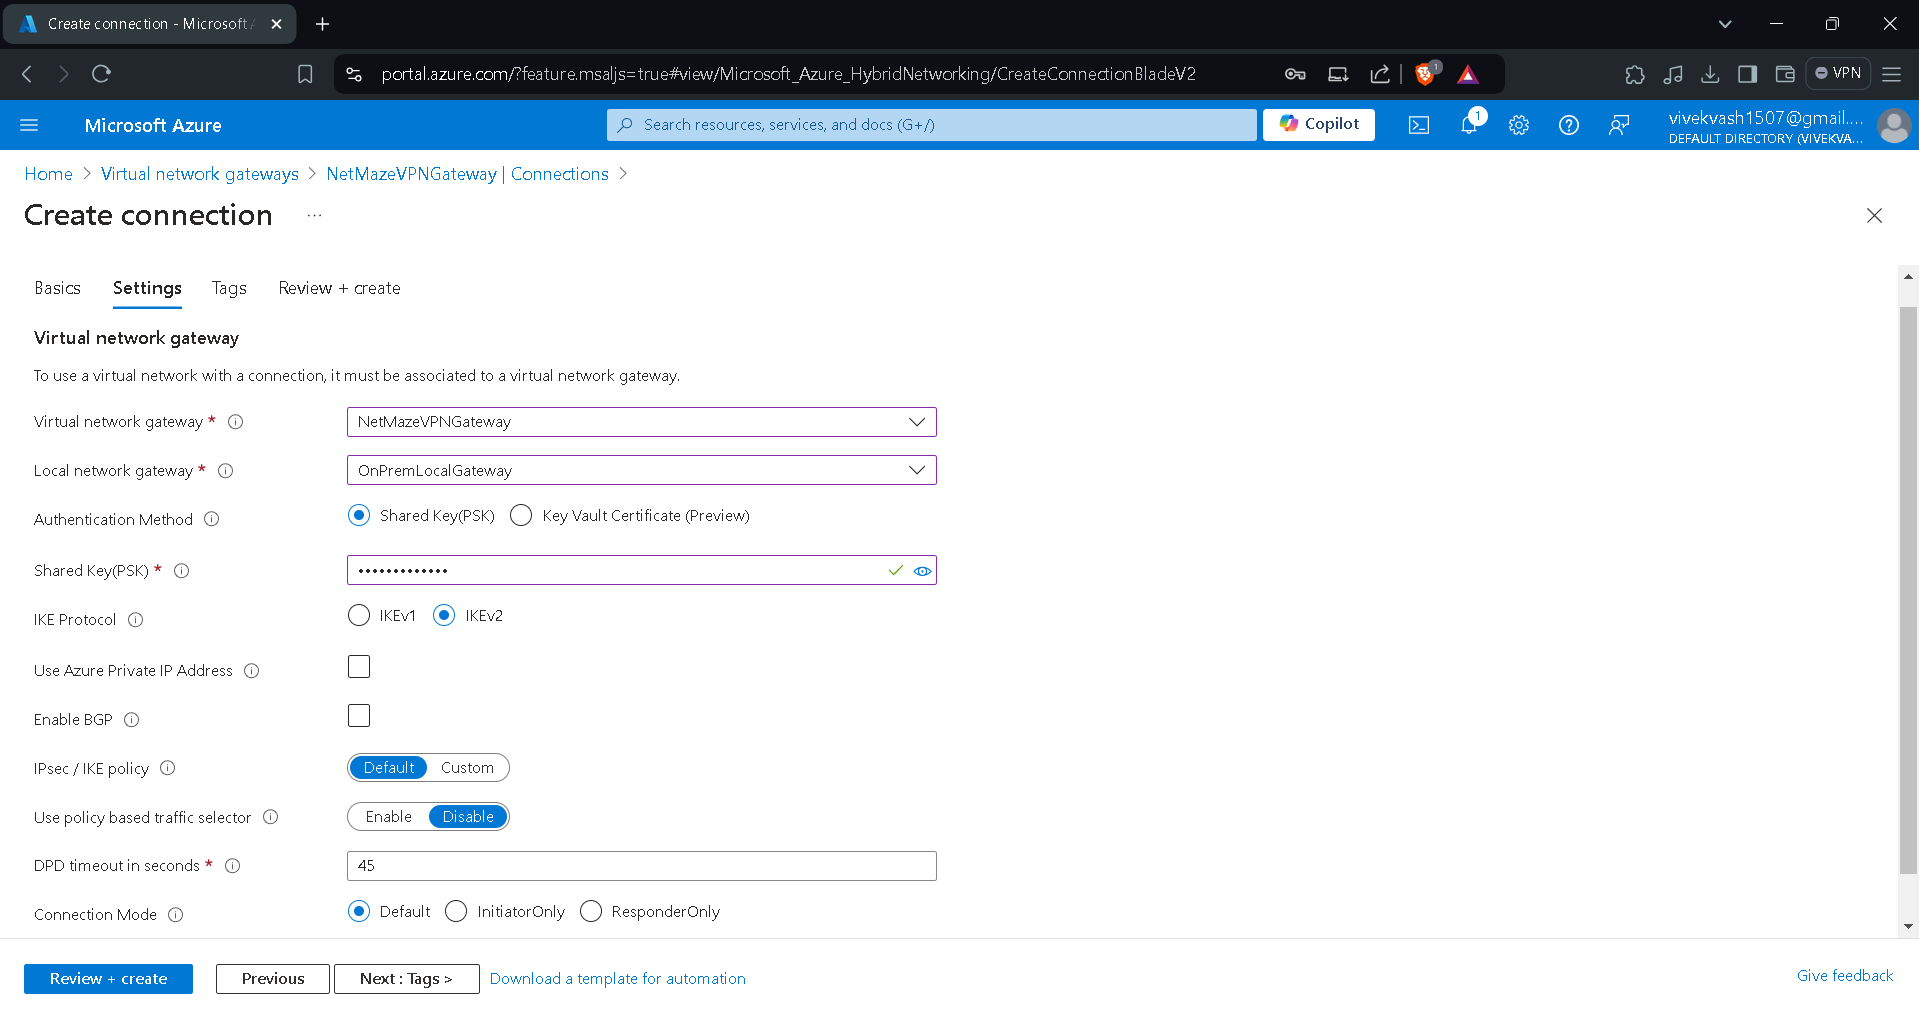 Create connection - Microsoft A
portal.azure.com/?feature.msaljs=true#view/Microsoft_Azure_HybridNetworking/CreateConnectionBladeV2
1
VPN
Microsoft Azure
Search resources, services, and docs (G+/)
Copilot
1
vivekvash1507@gmail....
DEFAULT DIRECTORY (VIVEKVA...
Home > Virtual network gateways > NetMazeVPNGateway | Connections >
Create connection ...
Basics Settings Tags Review + create
Virtual network gateway
To use a virtual network with a connection, it must be associated to a virtual network gateway.
Virtual network gateway * NetMazeVPNGateway
Local network gateway * OnPremLocalGateway
Authentication Method Shared Key(PSK) Key Vault Certificate (Preview)
Shared Key(PSK) * •••••••••••••
IKE Protocol IKEv1 IKEv2
Use Azure Private IP Address
Enable BGP
IPsec / IKE policy Default Custom
Use policy based traffic selector Enable Disable
DPD timeout in seconds * 45
Connection Mode Default InitiatorOnly ResponderOnly
Review + create Previous Next : Tags > Download a template for automation Give feedback